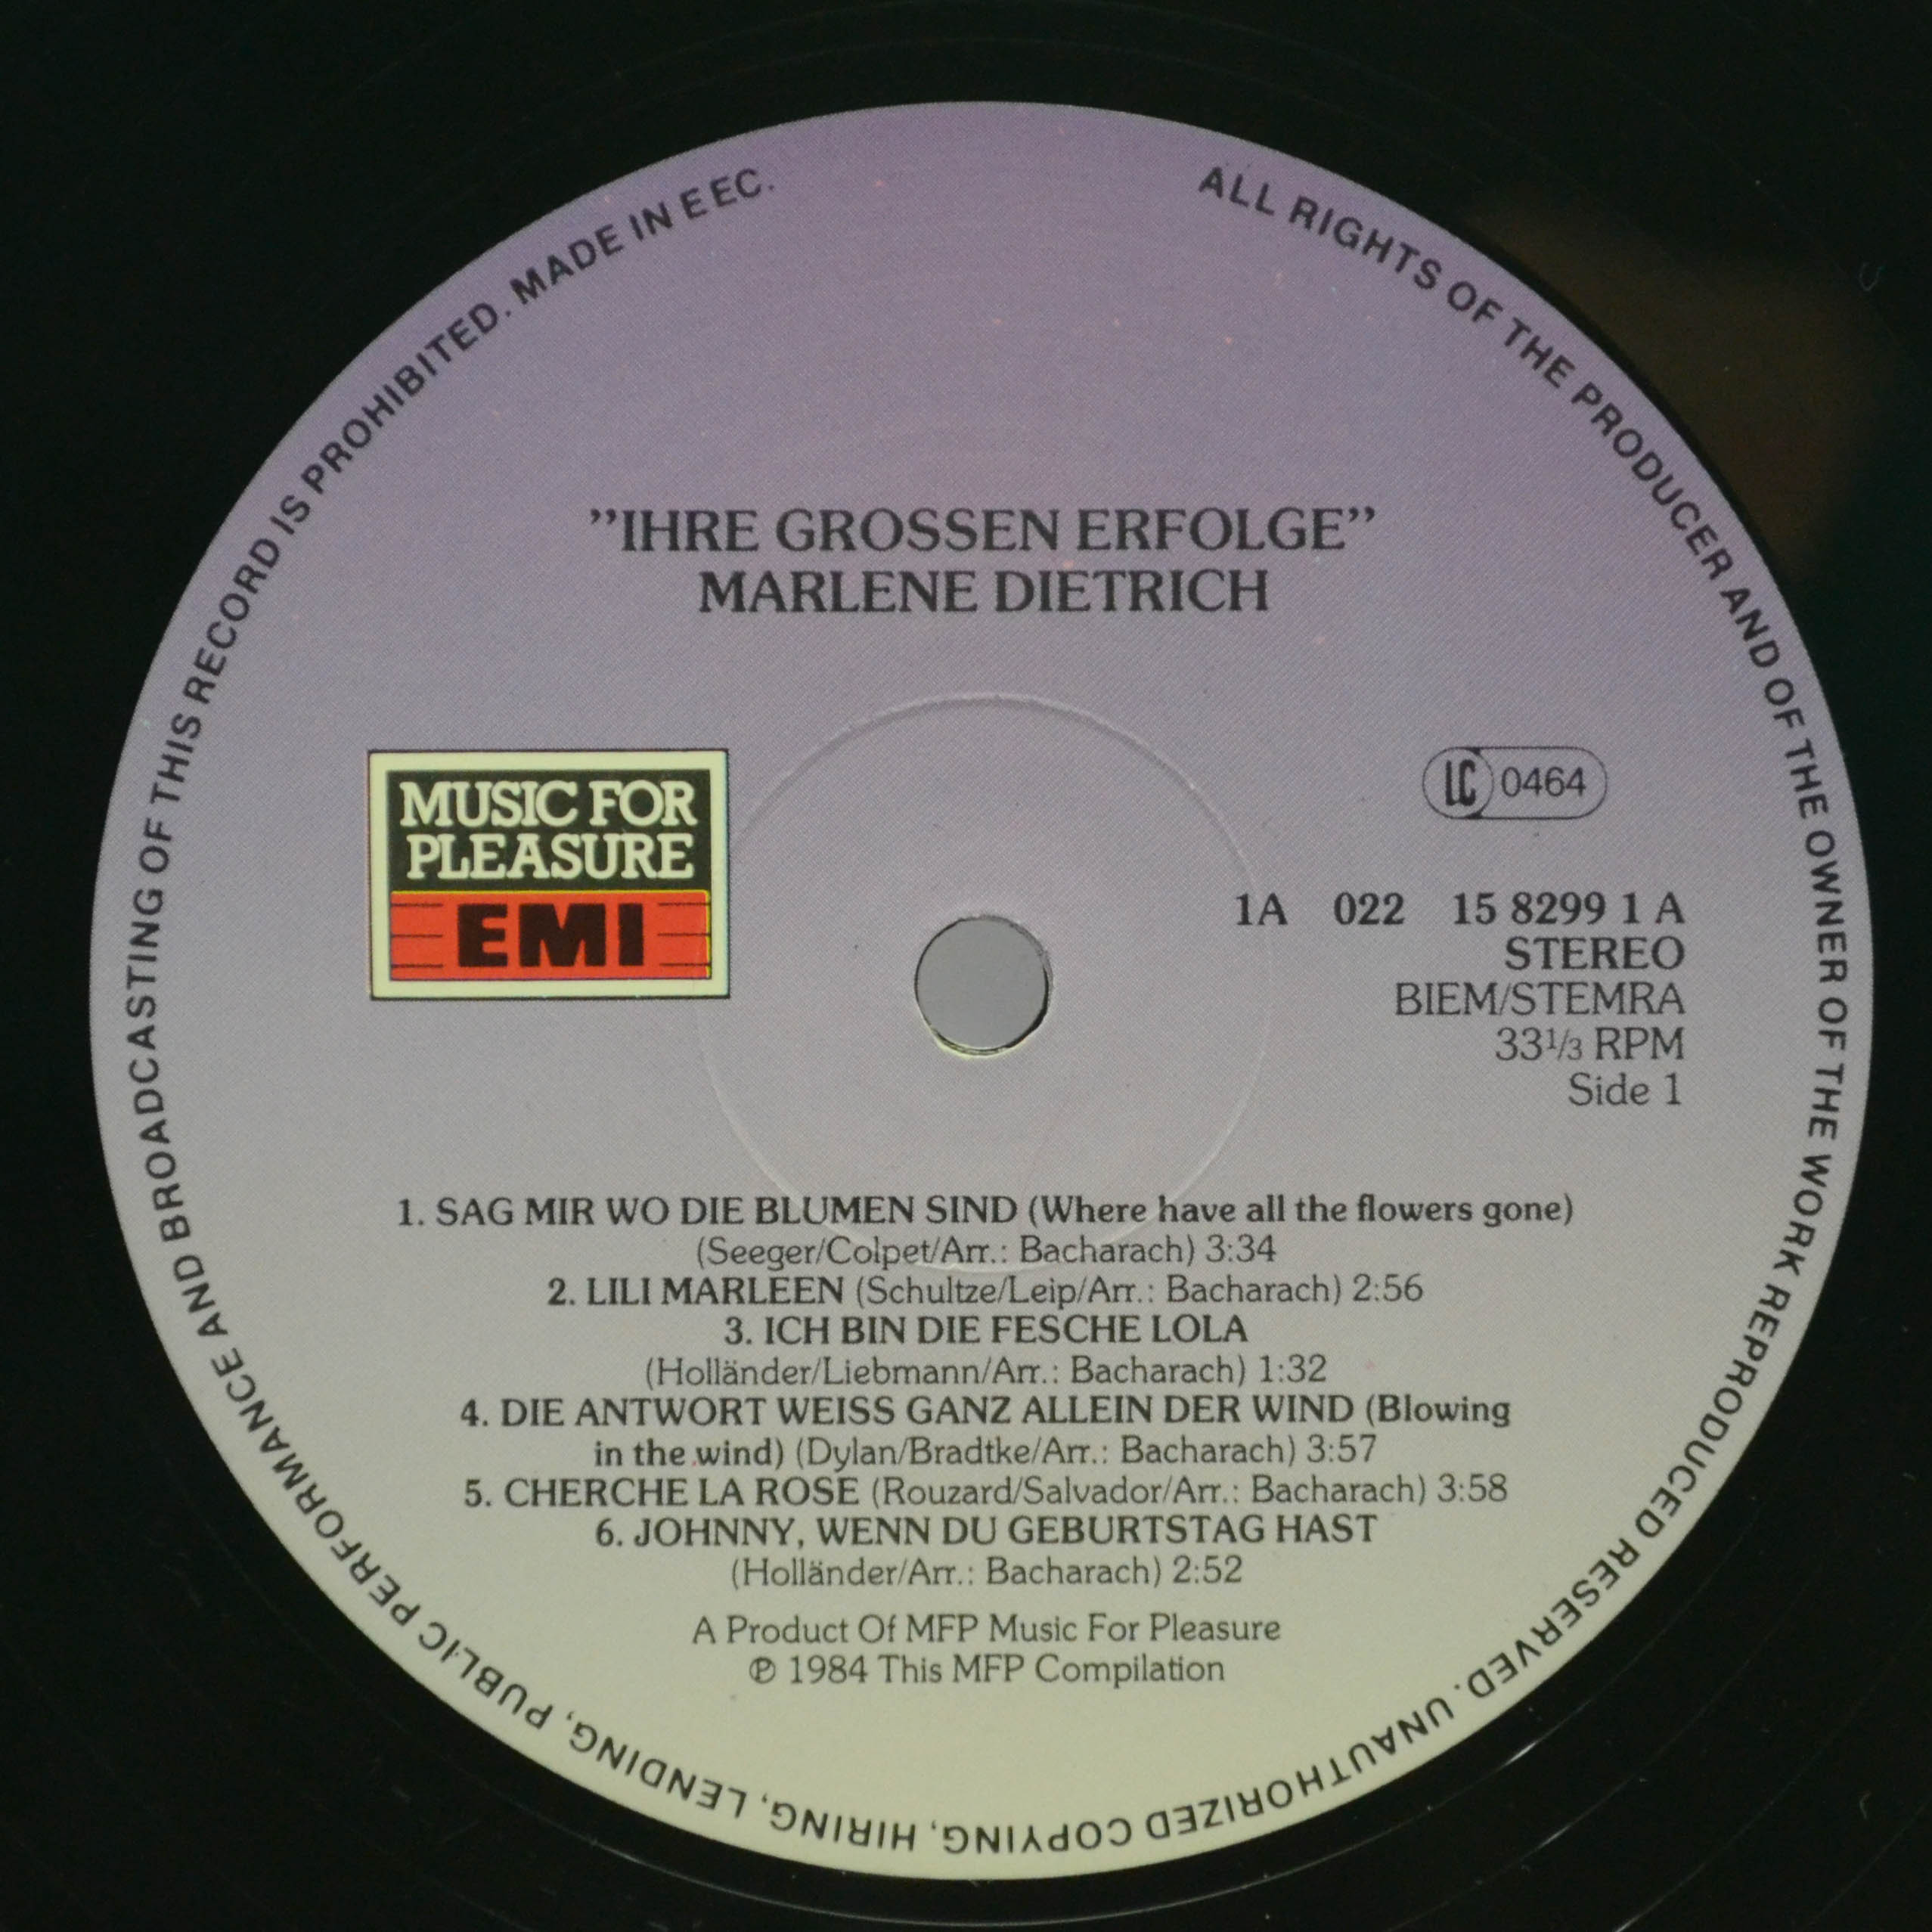 ALL RIGHTS OF THE PRODUCER AND OF THE OWNER OF THE WORK REPRODUCED RESERVED. UNAUTHORIZED COPYING, HIRING, LENDING, PUBLIC PERFORMANCE AND BROADCASTING OF THIS RECORD IS PROHIBITED. MADE IN EEC.
”IHRE GROSSEN ERFOLGE”
MARLENE DIETRICH
MUSIC FOR
PLEASURE
EMI
LC 0464
1A 022 15 8299 1 A
STEREO
BIEM/STEMRA
33 1/3 RPM
Side 1
1. SAG MIR WO DIE BLUMEN SIND (Where have all the flowers gone)
(Seeger/Colpet/Arr.: Bacharach) 3:34
2. LILI MARLEEN (Schultze/Leip/Arr.: Bacharach) 2:56
3. ICH BIN DIE FESCHE LOLA
(Holländer/Liebmann/Arr.: Bacharach) 1:32
4. DIE ANTWORT WEISS GANZ ALLEIN DER WIND (Blowing
in the wind) (Dylan/Bradtke/Arr.: Bacharach) 3:57
5. CHERCHE LA ROSE (Rouzard/Salvador/Arr.: Bacharach) 3:58
6. JOHNNY, WENN DU GEBURTSTAG HAST
(Holländer/Arr.: Bacharach) 2:52
A Product Of MFP Music For Pleasure
℗ 1984 This MFP Compilation